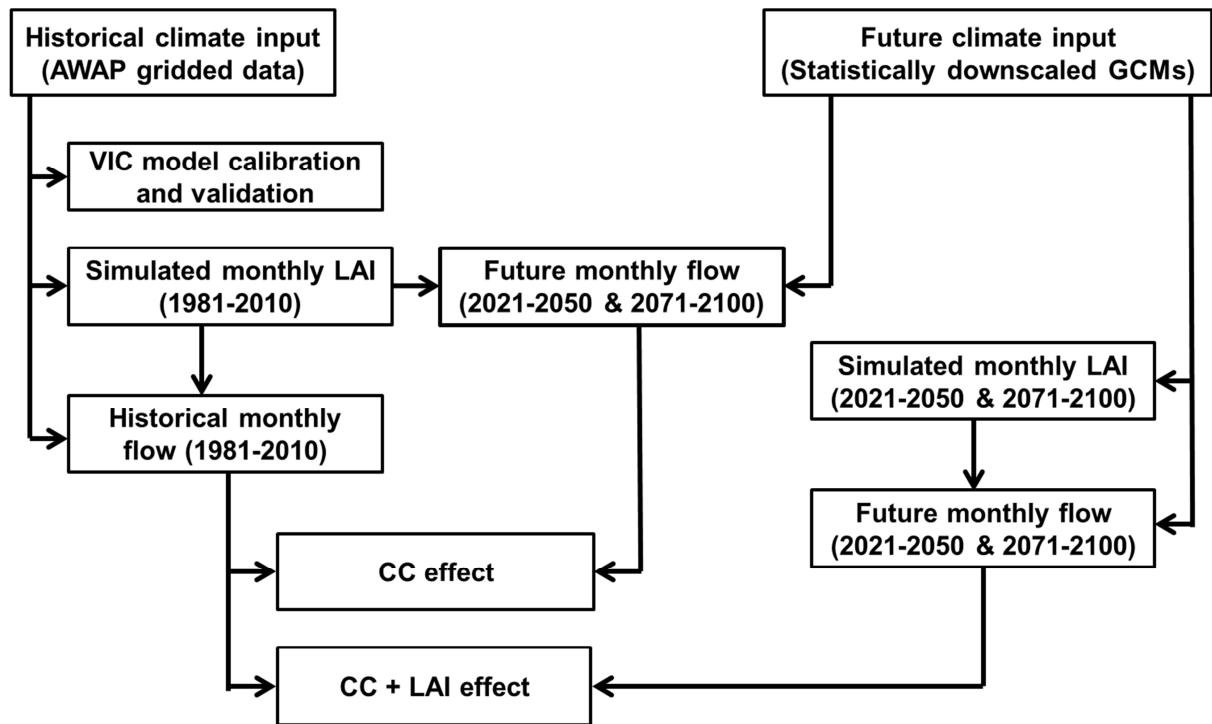 Historical climate input
(AWAP gridded data)
Future climate input
(Statistically downscaled GCMs)
VIC model calibration
and validation
Simulated monthly LAI
(1981-2010)
Future monthly flow
(2021-2050 & 2071-2100)
Simulated monthly LAI
(2021-2050 & 2071-2100)
Historical monthly
flow (1981-2010)
Future monthly flow
(2021-2050 & 2071-2100)
CC effect
CC + LAI effect